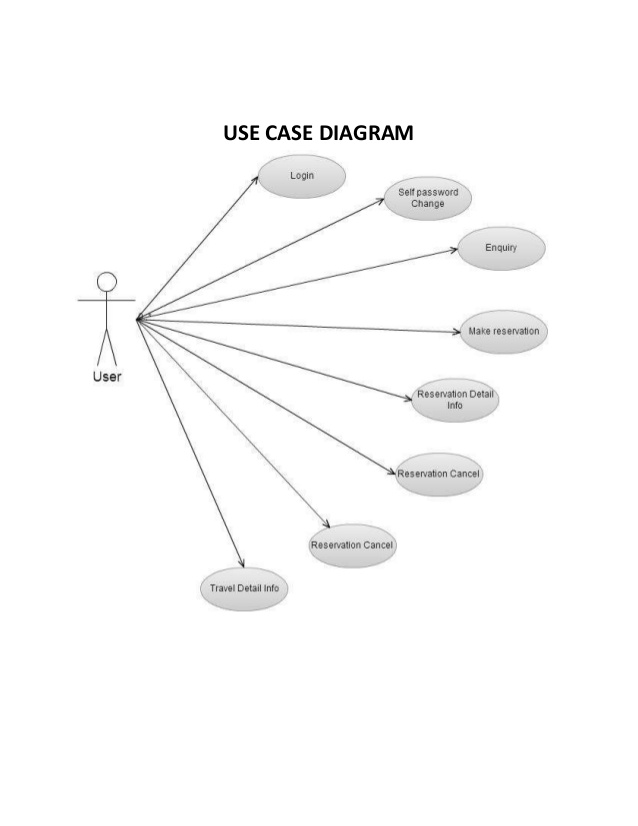 USE CASE DIAGRAM
Login
Self password
Change
Enquiry
Make reservation
User
Reservation Detail
Info
Reservation Cancel
Reservation Cancel
Travel Detail Info